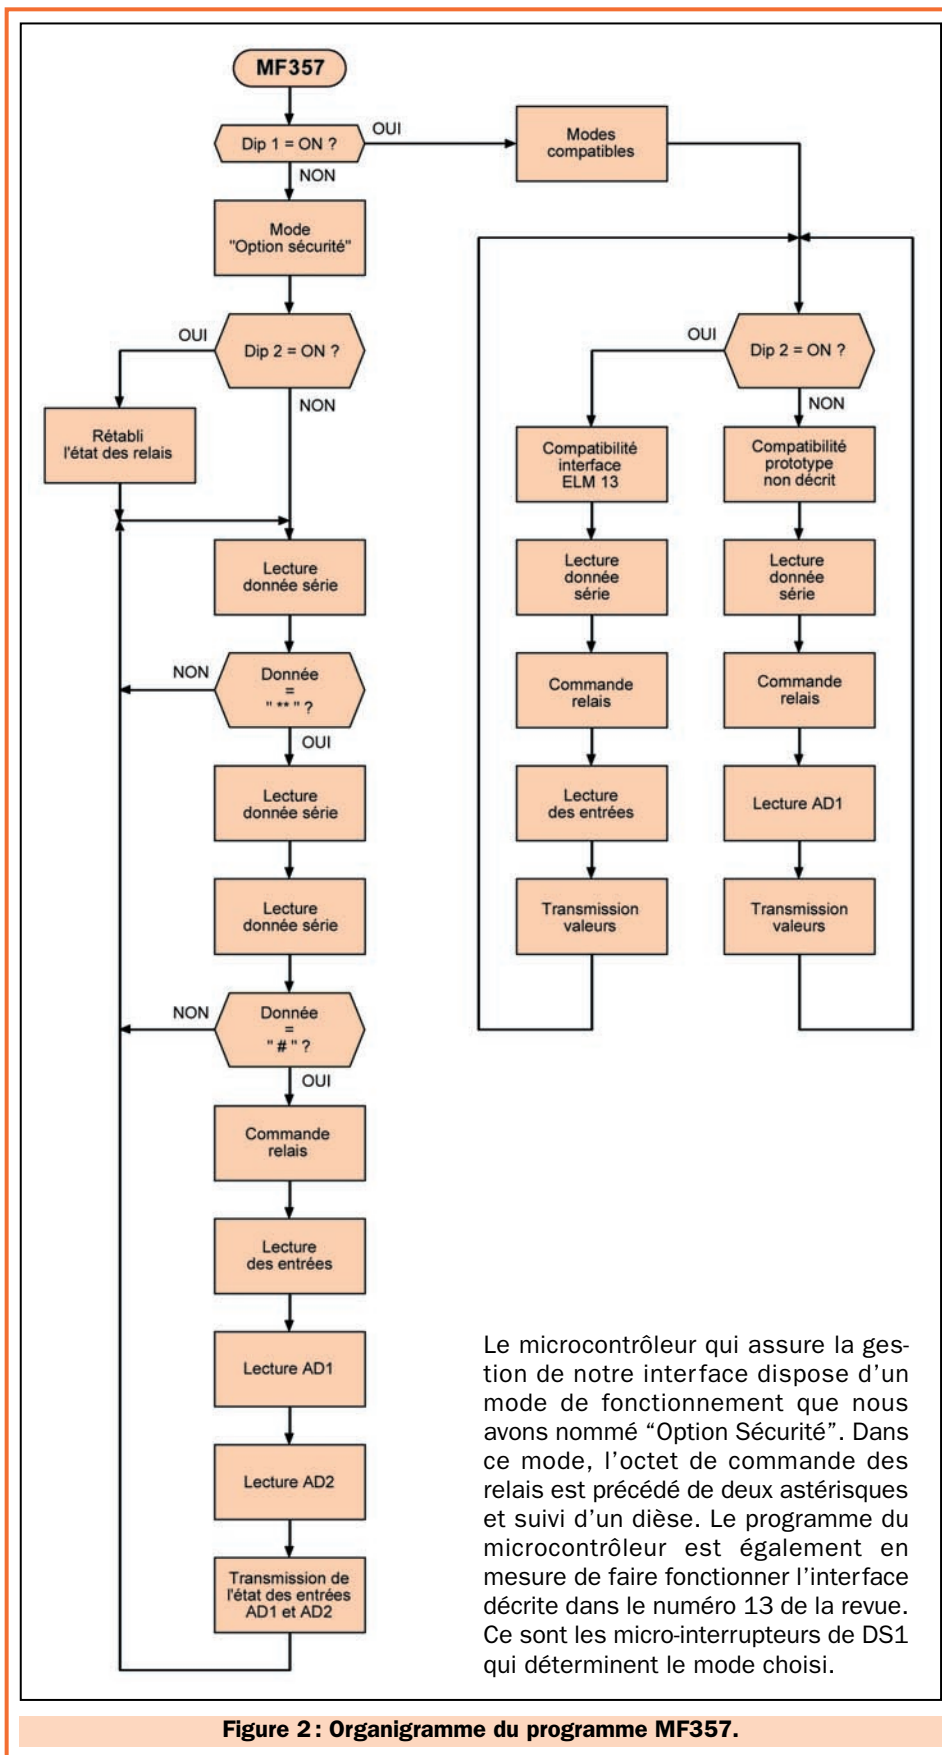 MF357
Dip 1 = ON ?
OUI
NON
Modes
compatibles
Mode
"Option sécurité"
OUI
Dip 2 = ON ?
NON
Rétabli
l'état des relais
Lecture
donnée série
NON
Donnée
=
" ** " ?
OUI
Lecture
donnée série
Lecture
donnée série
NON
Donnée
=
" # " ?
OUI
Commande
relais
Lecture
des entrées
Lecture AD1
Lecture AD2
Transmission de
l'état des entrées
AD1 et AD2
OUI
Dip 2 = ON ?
NON
Compatibilité
interface
ELM 13
Lecture
donnée
série
Commande
relais
Lecture
des entrées
Transmission
valeurs
Compatibilité
prototype
non décrit
Lecture
donnée
série
Commande
relais
Lecture AD1
Transmission
valeurs
Le microcontrôleur qui assure la ges-
tion de notre interface dispose d'un
mode de fonctionnement que nous
avons nommé “Option Sécurité”. Dans
ce mode, l'octet de commande des
relais est précédé de deux astérisques
et suivi d'un dièse. Le programme du
microcontrôleur est également en
mesure de faire fonctionner l'interface
décrite dans le numéro 13 de la revue.
Ce sont les micro-interrupteurs de DS1
qui déterminent le mode choisi.
Figure 2 : Organigramme du programme MF357.